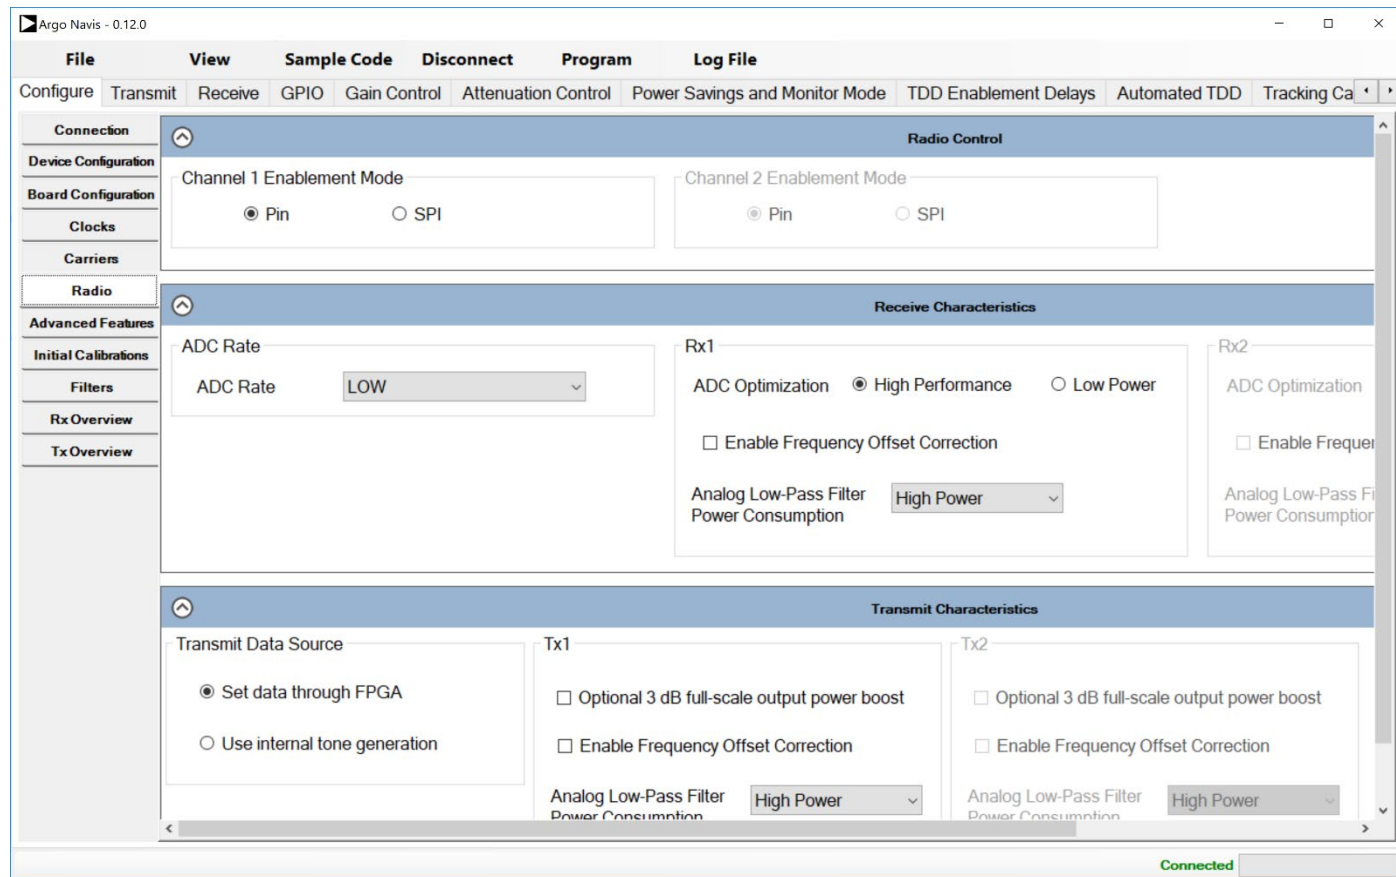 Argo Navis - 0.12.0
File View Sample Code Disconnect Program Log File
Configure Transmit Receive GPIO Gain Control Attenuation Control Power Savings and Monitor Mode TDD Enablement Delays Automated TDD Tracking Ca
Connection
Device Configuration
Board Configuration
Clocks
Carriers
Radio
Advanced Features
Initial Calibrations
Filters
Rx Overview
Tx Overview
Radio Control
Channel 1 Enablement Mode
Pin SPI
Channel 2 Enablement Mode
Pin SPI
Receive Characteristics
ADC Rate
ADC Rate LOW
Rx1
ADC Optimization High Performance Low Power
Enable Frequency Offset Correction
Analog Low-Pass Filter
Power Consumption
High Power
Rx2
ADC Optimization
Enable Frequer
Analog Low-Pass Fi
Power Consumption
Transmit Characteristics
Transmit Data Source
Set data through FPGA
Use internal tone generation
Tx1
Optional 3 dB full-scale output power boost
Enable Frequency Offset Correction
Analog Low-Pass Filter
Power Consumption
High Power
Tx2
Optional 3 dB full-scale output power boost
Enable Frequency Offset Correction
Analog Low-Pass Filter
Power Consumption
High Power
Connected